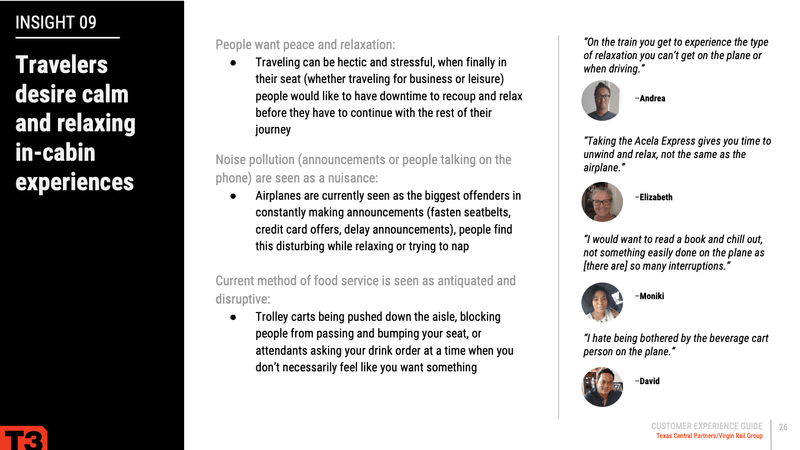 INSIGHT 09
Travelers
desire calm
and relaxing
in-cabin
experiences
T3
People want peace and relaxation:
● Traveling can be hectic and stressful, when finally in
their seat (whether traveling for business or leisure)
people would like to have downtime to recoup and relax
before they have to continue with the rest of their
journey
Noise pollution (announcements or people talking on the
phone) are seen as a nuisance:
● Airplanes are currently seen as the biggest offenders in
constantly making announcements (fasten seatbelts,
credit card offers, delay announcements), people find
this disturbing while relaxing or trying to nap
Current method of food service is seen as antiquated and
disruptive:
● Trolley carts being pushed down the aisle, blocking
people from passing and bumping your seat, or
attendants asking your drink order at a time when you
don’t necessarily feel like you want something
“On the train you get to experience the type
of relaxation you can’t get on the plane or
when driving.”
–Andrea
“Taking the Acela Express gives you time to
unwind and relax, not the same as the
airplane.”
–Elizabeth
“I would want to read a book and chill out,
not something easily done on the plane as
[there are] so many interruptions.”
–Moniki
“I hate being bothered by the beverage cart
person on the plane.”
–David
CUSTOMER EXPERIENCE GUIDE
Texas Central Partners/Virgin Rail Group
26